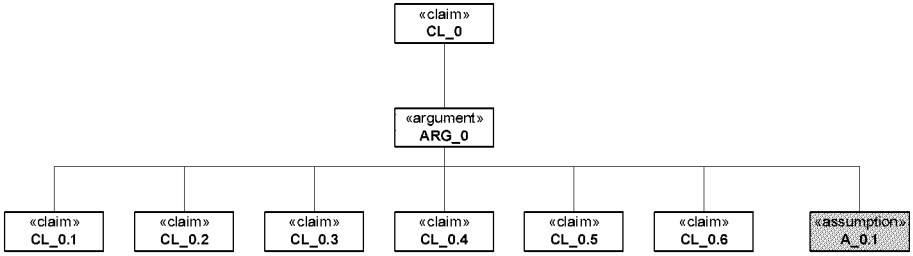 «claim»
CL_0
«argument»
ARG_0
«claim» «claim» «claim» «claim» «claim» «claim» «assumption»
CL_0.1 CL_0.2 CL_0.3 CL_0.4 CL_0.5 CL_0.6 A_0.1